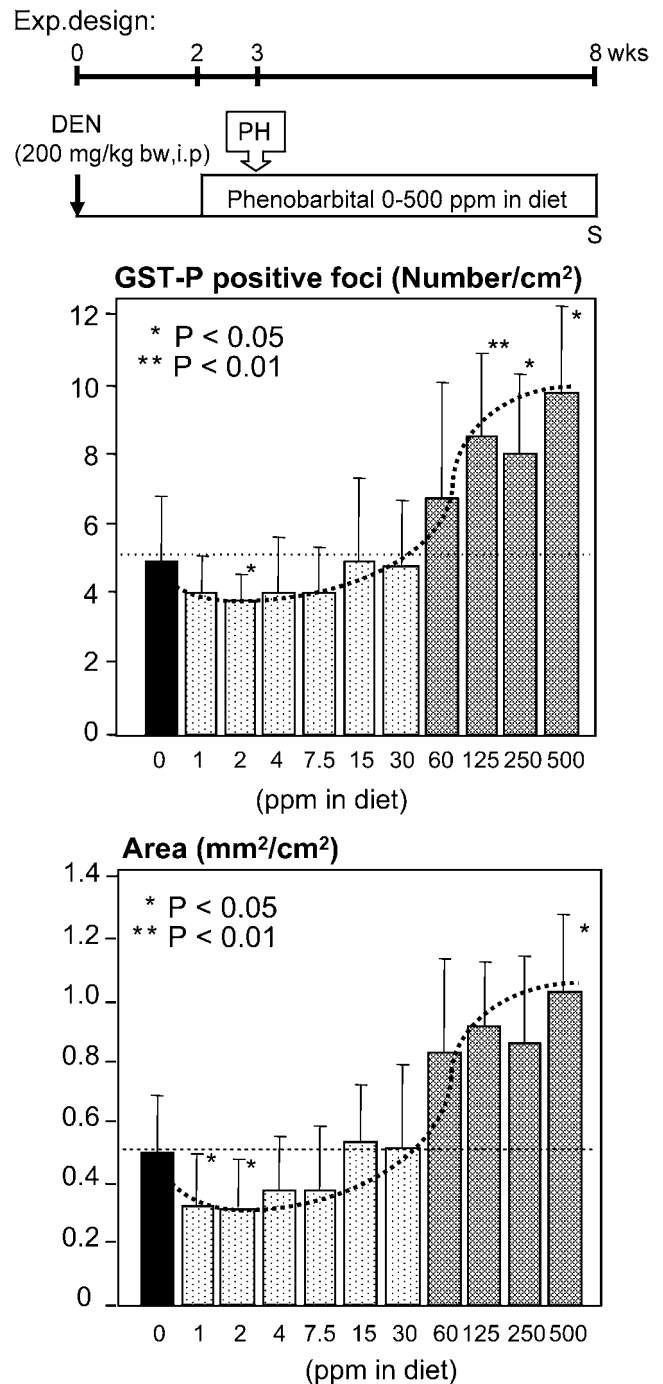 Exp.design:
0 2 3 8 wks
DEN
(200 mg/kg bw,i.p)
PH
Phenobarbital 0-500 ppm in diet
S
GST-P positive foci (Number/cm²)
* P < 0.05
** P < 0.01
12
10
8
6
4
2
0
* ** * *
0 1 2 4 7.5 15 30 60 125 250 500
(ppm in diet)
Area (mm²/cm²)
* P < 0.05
** P < 0.01
1.4
1.2
1.0
0.8
0.6
0.4
0.2
0
* * *
0 1 2 4 7.5 15 30 60 125 250 500
(ppm in diet)